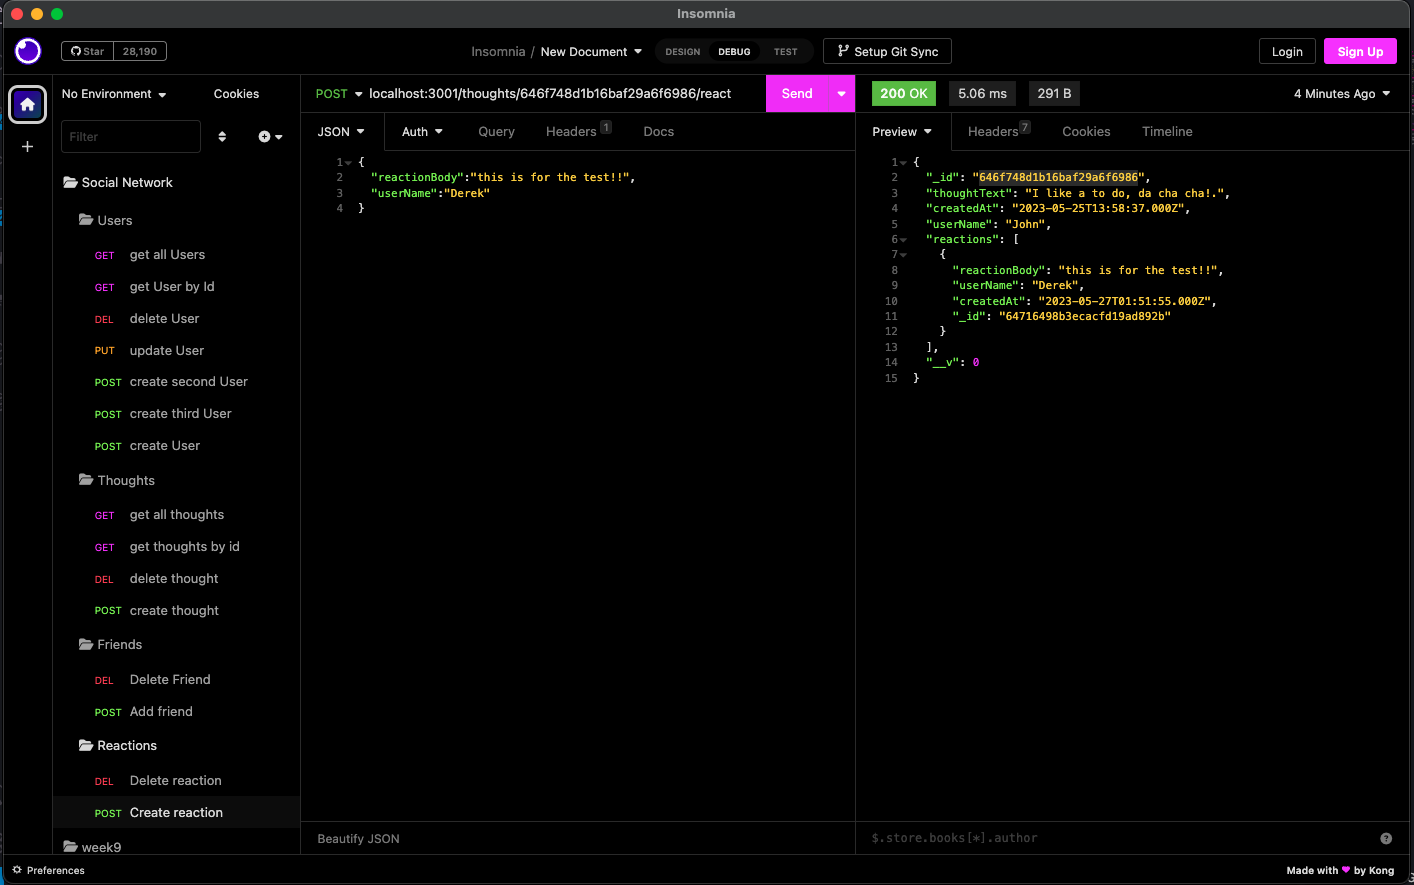 Insomnia
Star 28,190
Insomnia / New Document
DESIGN DEBUG TEST
Setup Git Sync
Login
Sign Up
No Environment
Cookies
Filter
Social Network
Users
GET get all Users
GET get User by Id
DEL delete User
PUT update User
POST create second User
POST create third User
POST create User
Thoughts
GET get all thoughts
GET get thoughts by id
DEL delete thought
POST create thought
Friends
DEL Delete Friend
POST Add friend
Reactions
DEL Delete reaction
POST Create reaction
week9
POST localhost:3001/thoughts/646f748d1b16baf29a6f6986/react
Send
JSON Auth Query Headers 1 Docs
1 {
2 "reactionBody":"this is for the test!!",
3 "userName":"Derek"
4 }
Beautify JSON
200 OK 5.06 ms 291 B 4 Minutes Ago
Preview Headers 7 Cookies Timeline
1 {
2 "_id": "646f748d1b16baf29a6f6986",
3 "thoughtText": "I like a to do, da cha cha!.",
4 "createdAt": "2023-05-25T13:58:37.000Z",
5 "userName": "John",
6 "reactions": [
7 {
8 "reactionBody": "this is for the test!!",
9 "userName": "Derek",
10 "createdAt": "2023-05-27T01:51:55.000Z",
11 "_id": "64716498b3ecacfd19ad892b"
12 }
13 ],
14 "__v": 0
15 }
$.store.books[*].author
Preferences
Made with ♥ by Kong